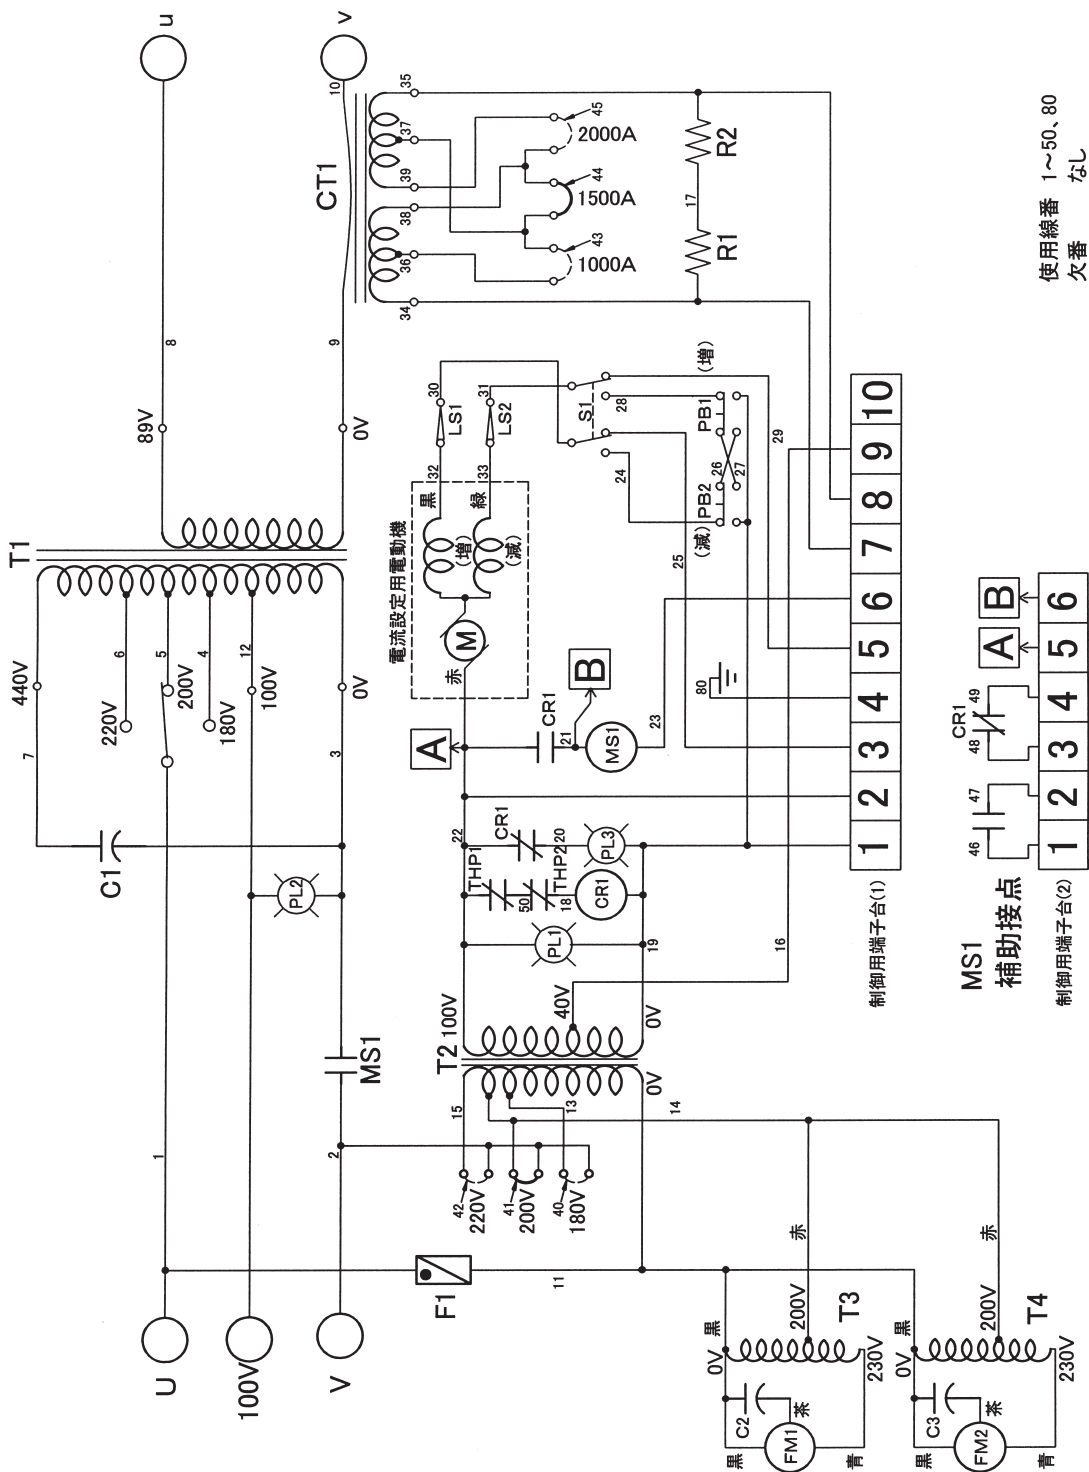 U
100V
V
1
2
F1
11
C1
PL2
MS1
7
440V
220V
6
200V
5
180V
4
100V
12
0V
3
T1
89V
8
0V
9
u
v
10
CT1
34
36
38
39
37
35
1000A
43
1500A
44
2000A
45
R1
17
R2
使用線番 1～50、80
欠番 なし
42
220V
41
200V
40
180V
15
13
14
T2
100V
40V
0V
0V
PL1
19
16
THP1
50
THP2
18
CR1
22
CR1
20
PL3
A
CR1
21
MS1
B
23
電流設定用電動機
赤
M
黒
(増)
緑
(減)
32
33
LS1
LS2
30
31
S1
24
28
25
29
(減)
PB2
26
27
PB1
(増)
80
制御用端子台(1)
1 2 3 4 5 6 7 8 9 10
MS1
補助接点
46
47
CR1
48
49
A
B
制御用端子台(2)
1 2 3 4 5 6
黒
0V
200V
赤
230V
T3
C2
茶
FM1
黒
青
黒
0V
200V
赤
230V
T4
C3
茶
FM2
黒
青